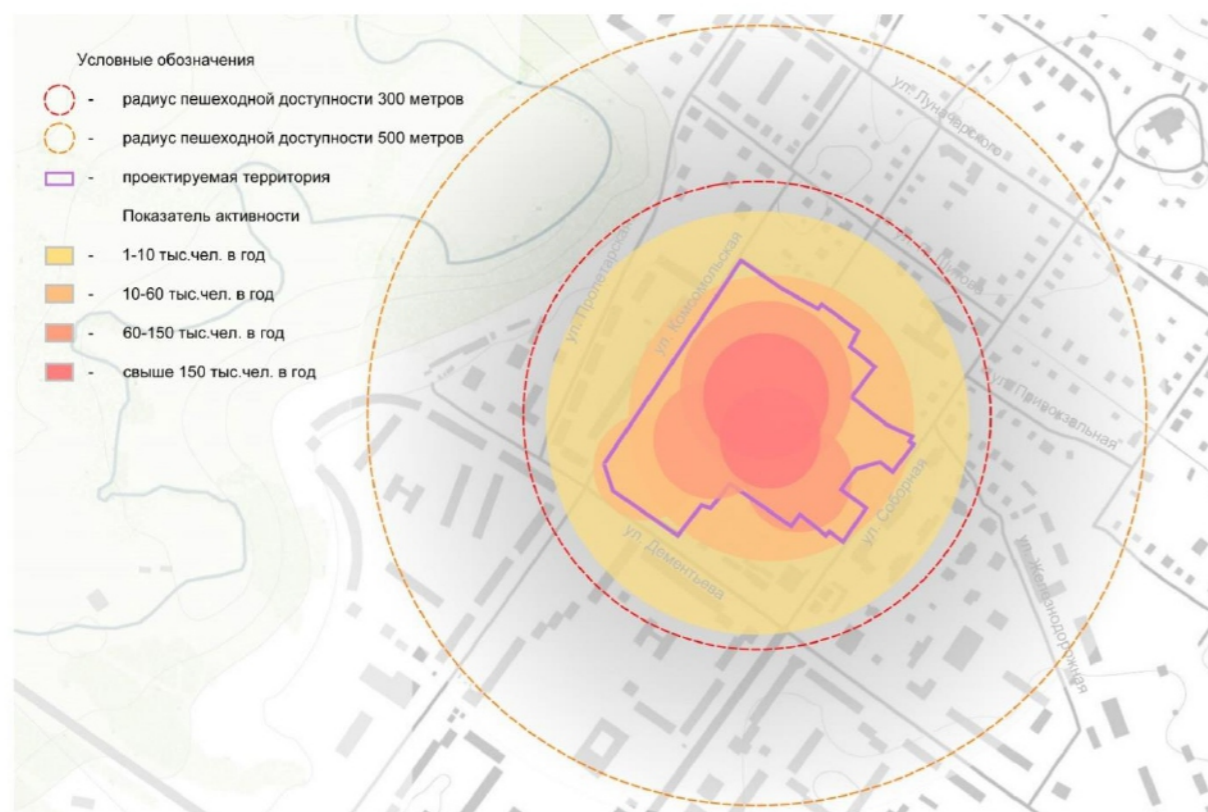 Условные обозначения
- радиус пешеходной доступности 300 метров
- радиус пешеходной доступности 500 метров
- проектируемая территория
Показатель активности
- 1-10 тыс.чел. в год
- 10-60 тыс.чел. в год
- 60-150 тыс.чел. в год
- свыше 150 тыс.чел. в год
ул. Луначарского
ул. Пролетарская
ул. Комсомольская
ул.
ул. Привокзальная
ул. Соборная
ул. Дементьева
ул. Железнодорожная